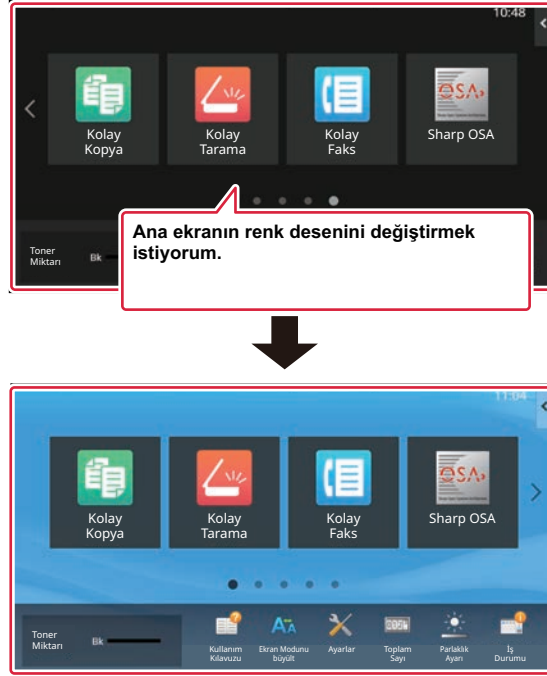 10:48
Kolay
Kopya
Kolay
Tarama
Kolay
Faks
OSA
Sharp OSA
Toner
Miktarı
Bk
Ana ekranın renk desenini değiştirmek
istiyorum.
11:04
Kolay
Kopya
Kolay
Tarama
Kolay
Faks
OSA
Sharp OSA
Toner
Miktarı
Bk
Kullanım
Kılavuzu
Ekran Modunu
büyült
Ayarlar
Toplam
Sayı
Parlaklık
Ayarı
İş
Durumu